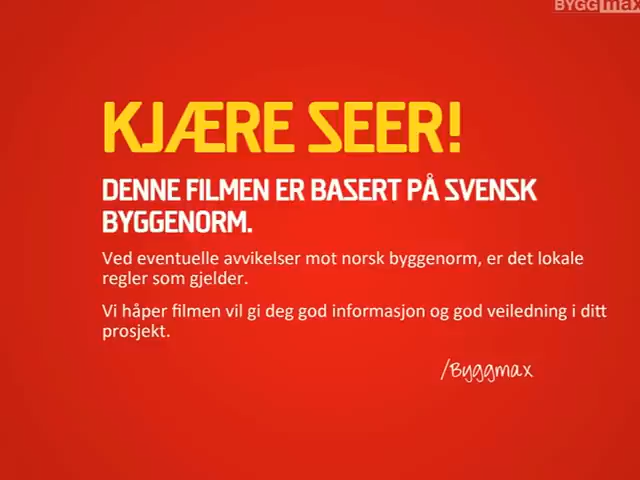 BYGGmax
KJÆRE SEER!
DENNE FILMEN ER BASERT PÅ SVENSK
BYGGENORM.
Ved eventuelle avvikelser mot norsk byggenorm, er det lokale
regler som gjelder.
Vi håper filmen vil gi deg god informasjon og god veiledning i ditt
prosjekt.
/Byggmax